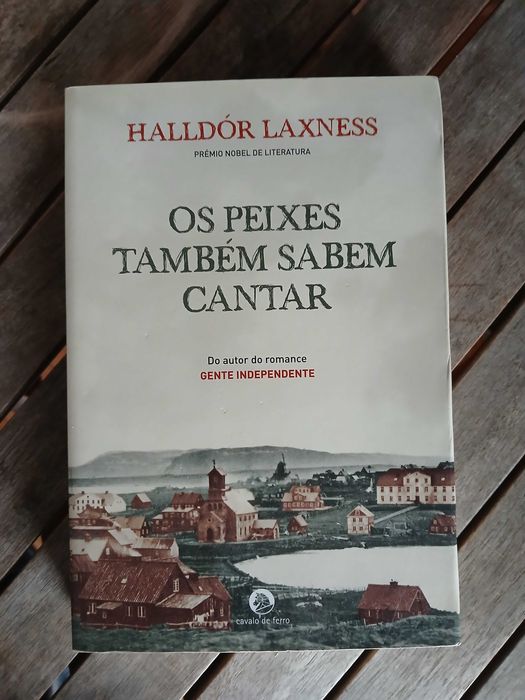 HALLDÓR LAXNESS
PRÉMIO NOBEL DE LITERATURA
OS PEIXES
TAMBÉM SABEM
CANTAR
Do autor do romance
GENTE INDEPENDENTE
cavalo de ferro